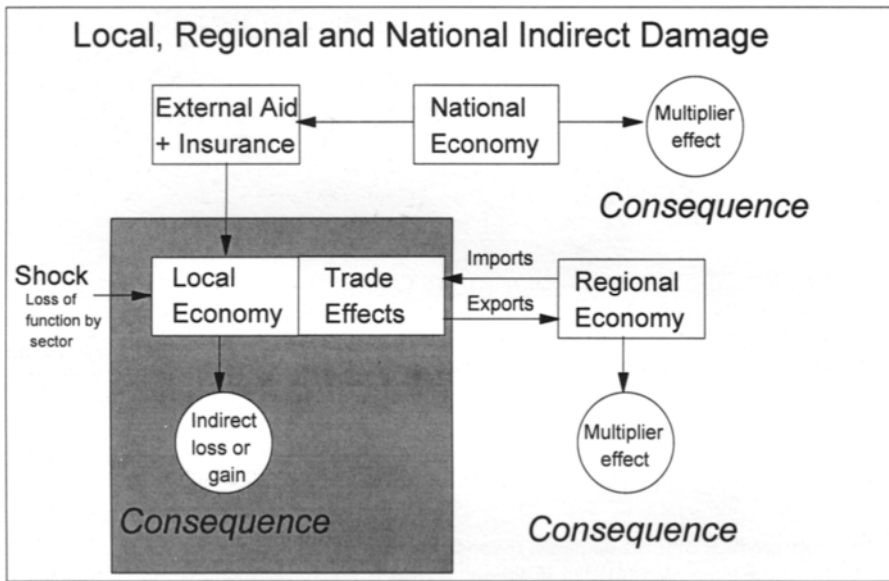 Local, Regional and National Indirect Damage
External Aid
+ Insurance
National
Economy
Multiplier
effect
Consequence
Shock
Loss of
function by
sector
Local
Economy
Trade
Effects
Imports
Exports
Regional
Economy
Indirect
loss or
gain
Consequence
Multiplier
effect
Consequence